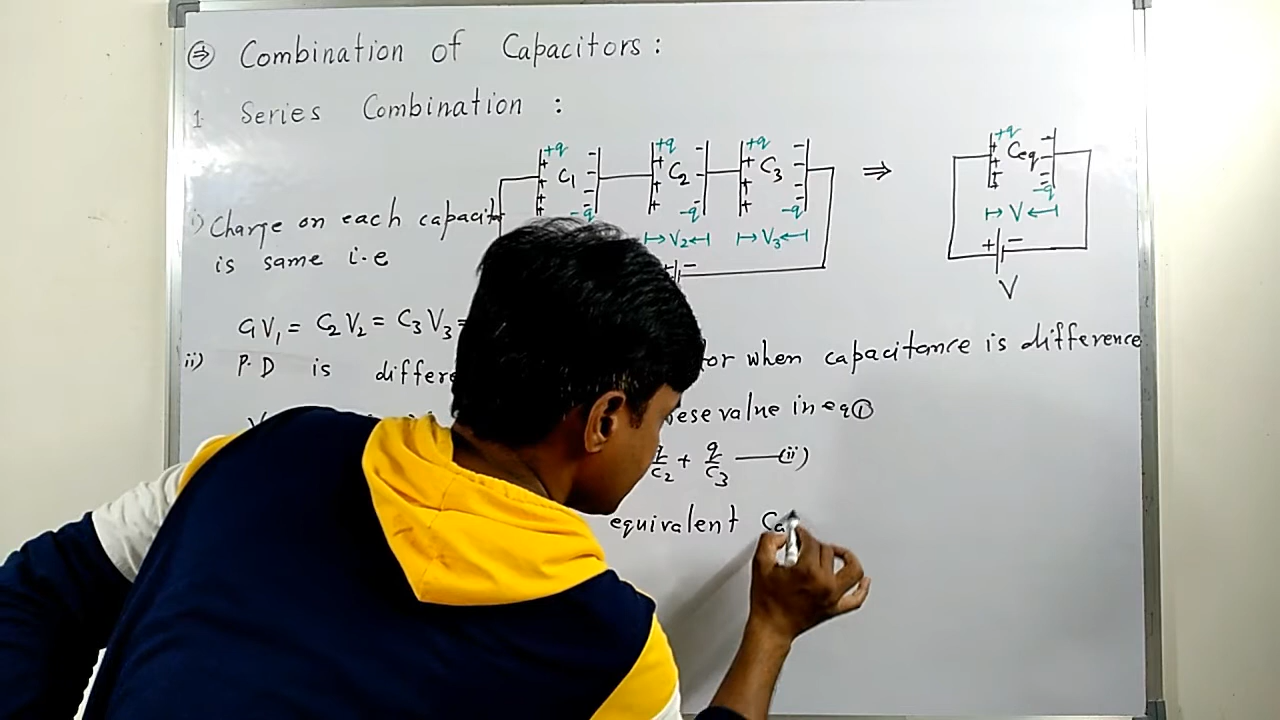 ⇒ Combination of Capacitors:
1. Series Combination :
+q +q +q +q
C1 C2 C3 ⇒ Ceq
-q -q -q -q
V2 V3 V
+ - + -
V
i) Charge on each capacit
is same i.e
C1V1 = C2V2 = C3V3 =
ii) P.D is differe or when capacitance is difference
V ese value in eq①
q/C2 + q/C3 —(ii)
equivalent Ca